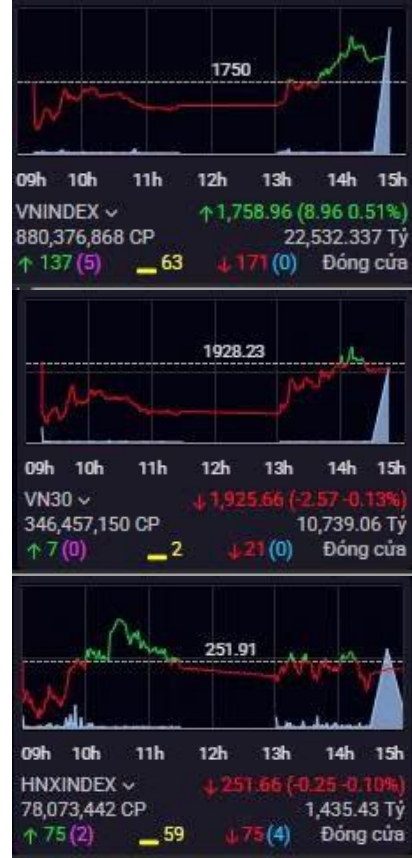 1750
09h 10h 11h 12h 13h 14h 15h
VNINDEX ↑1,758.96 (8.96 0.51%)
880,376,868 CP 22,532.337 Tỷ
↑ 137 (5) 63 ↓ 171 (0) Đóng cửa
1928.23
09h 10h 11h 12h 13h 14h 15h
VN30 ↓ 1,925.66 (-2.57 -0.13%)
346,457,150 CP 10,739.06 Tỷ
↑ 7 (0) 2 ↓ 21 (0) Đóng cửa
251.91
09h 10h 11h 12h 13h 14h 15h
HNXINDEX ↓ 251.66 (-0.25 -0.10%)
78,073,442 CP 1,435.43 Tỷ
↑ 75 (2) 59 ↓ 75 (4) Đóng cửa